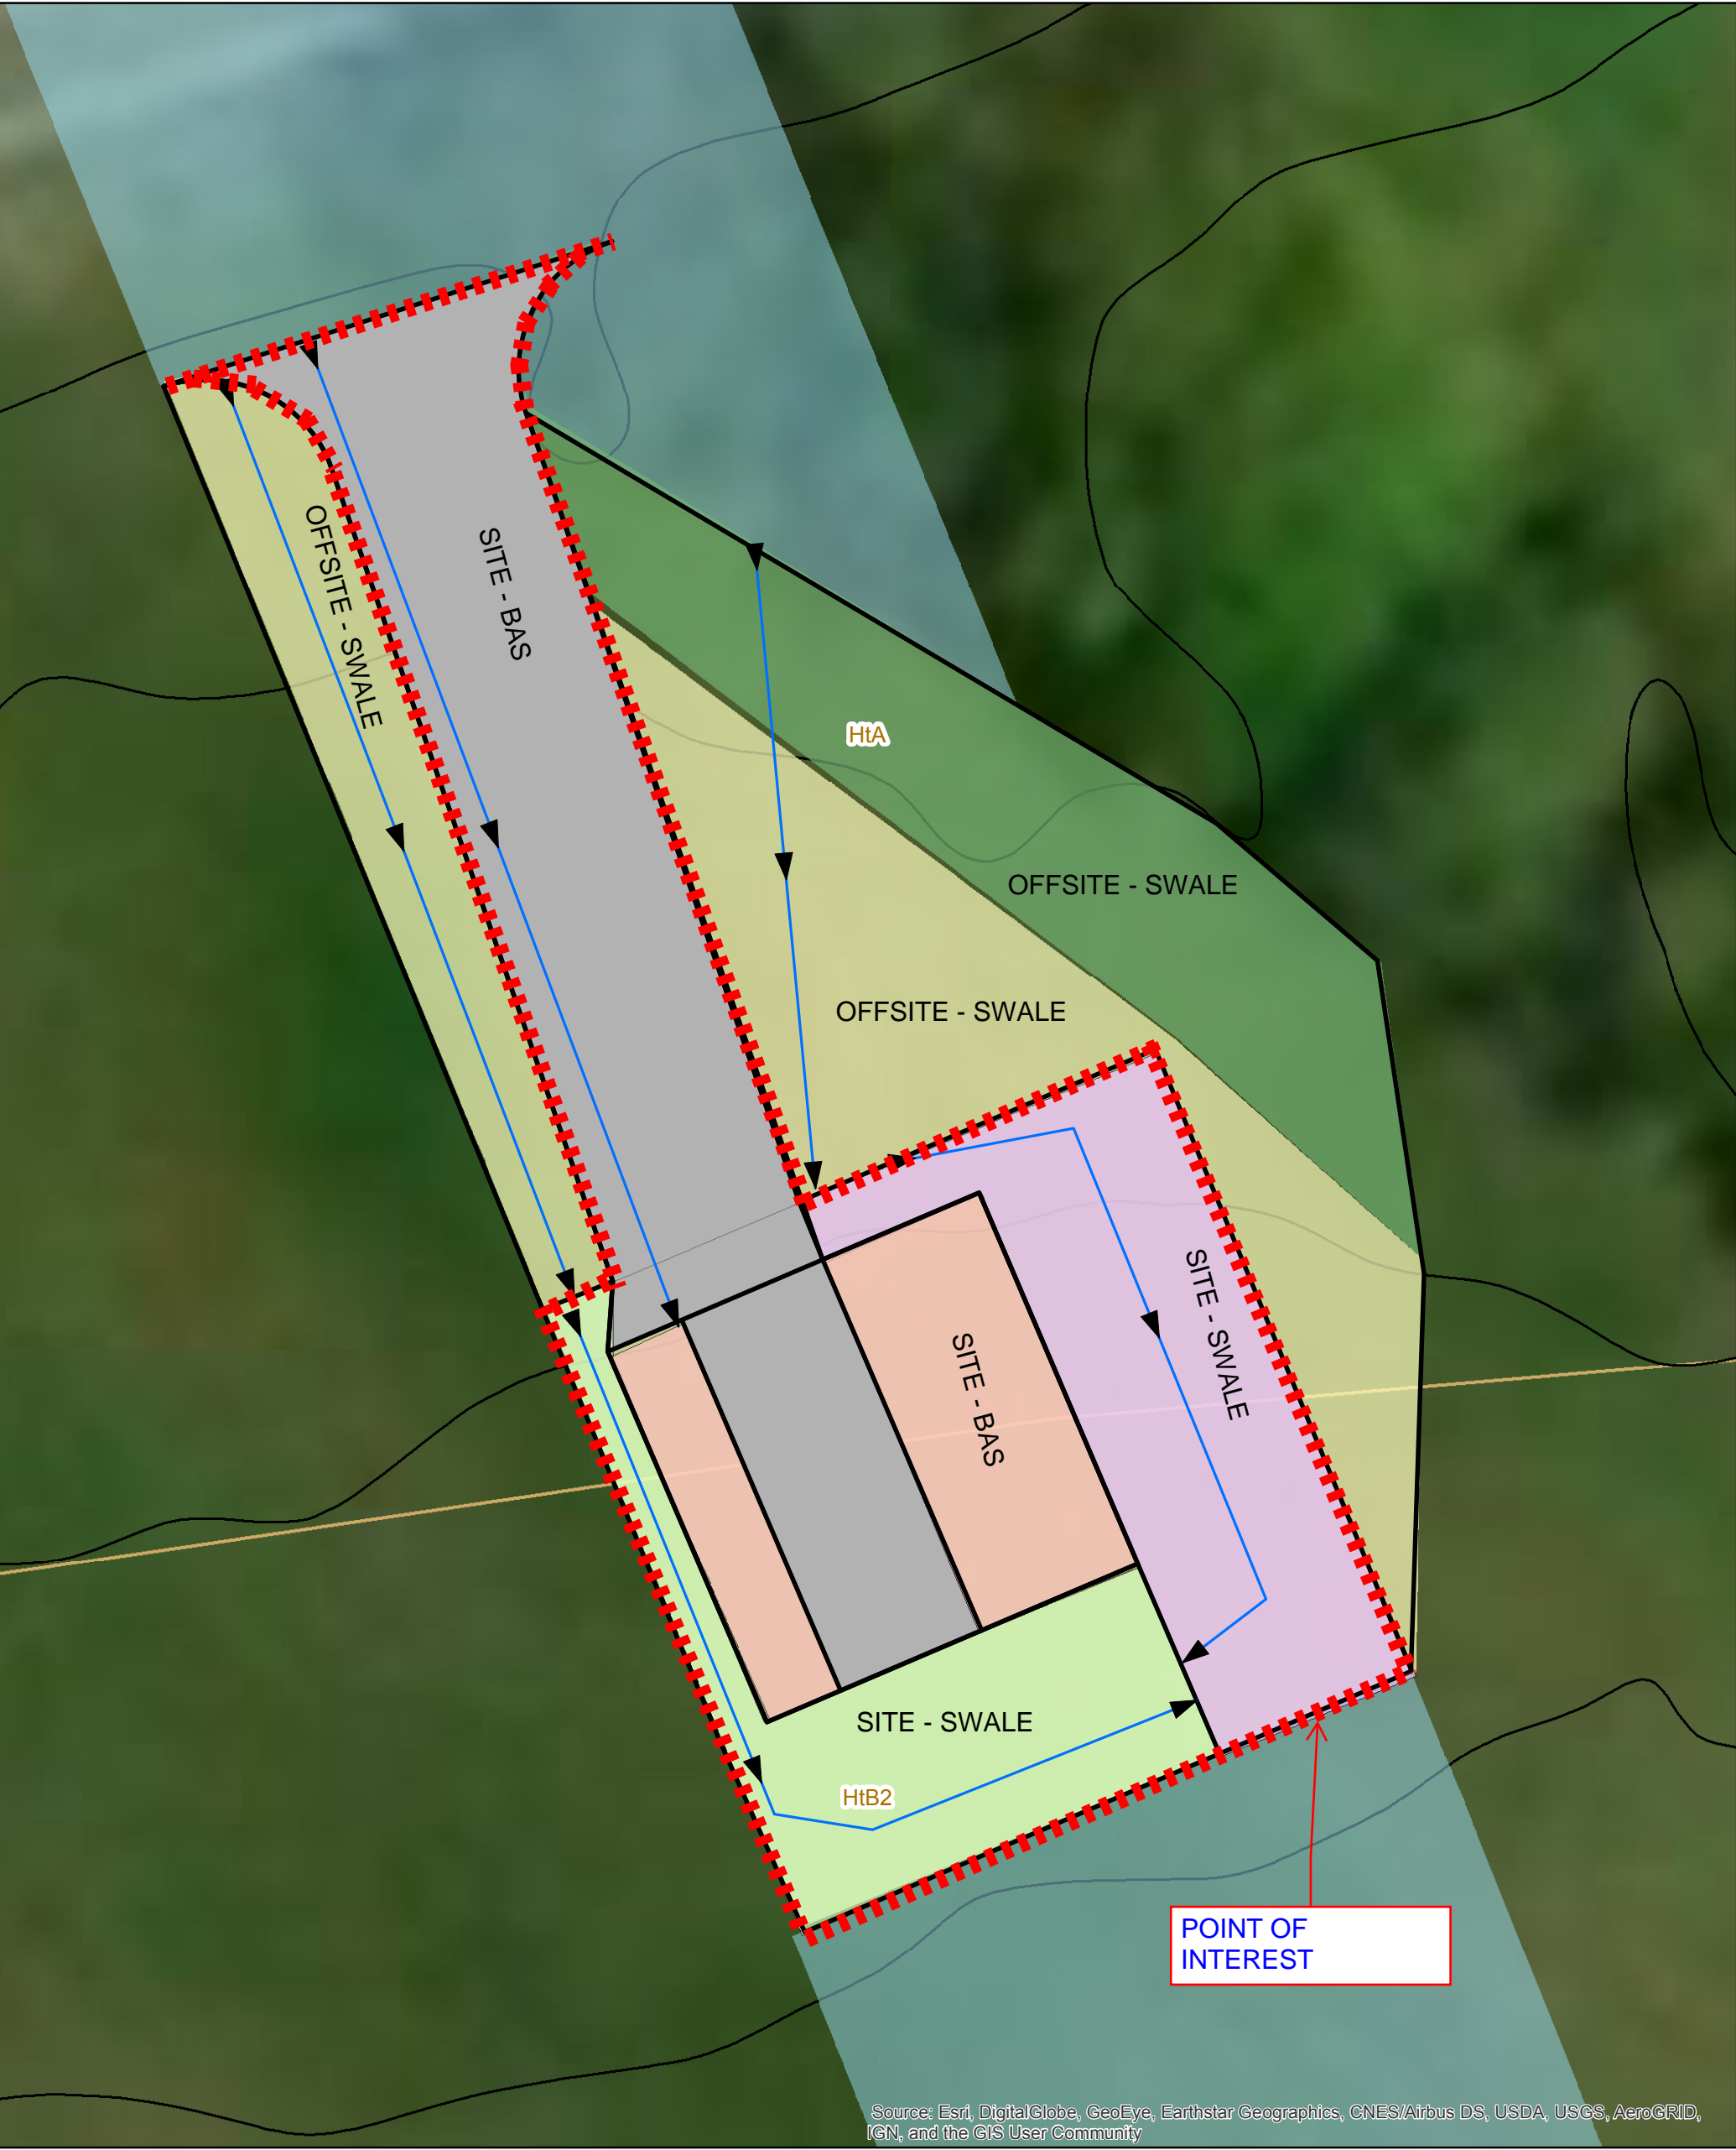 OFFSITE - SWALE
SITE - BAS
HtA
OFFSITE - SWALE
OFFSITE - SWALE
SITE - SWALE
SITE - BAS
SITE - SWALE
HtB2
POINT OF
INTEREST
Source: Esri, DigitalGlobe, GeoEye, Earthstar Geographics, CNES/Airbus DS, USDA, USGS, AeroGRID,
IGN, and the GIS User Community